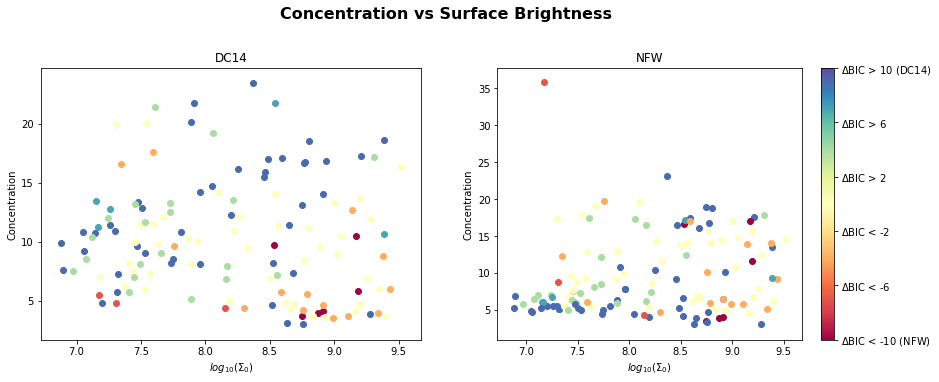 Concentration vs Surface Brightness
DC14
Concentration
20
15
10
5
7.0 7.5 8.0 8.5 9.0 9.5
log10(Σ0)
NFW
Concentration
35
30
25
20
15
10
5
7.0 7.5 8.0 8.5 9.0 9.5
log10(Σ0)
ΔBIC > 10 (DC14)
ΔBIC > 6
ΔBIC > 2
ΔBIC < -2
ΔBIC < -6
ΔBIC < -10 (NFW)